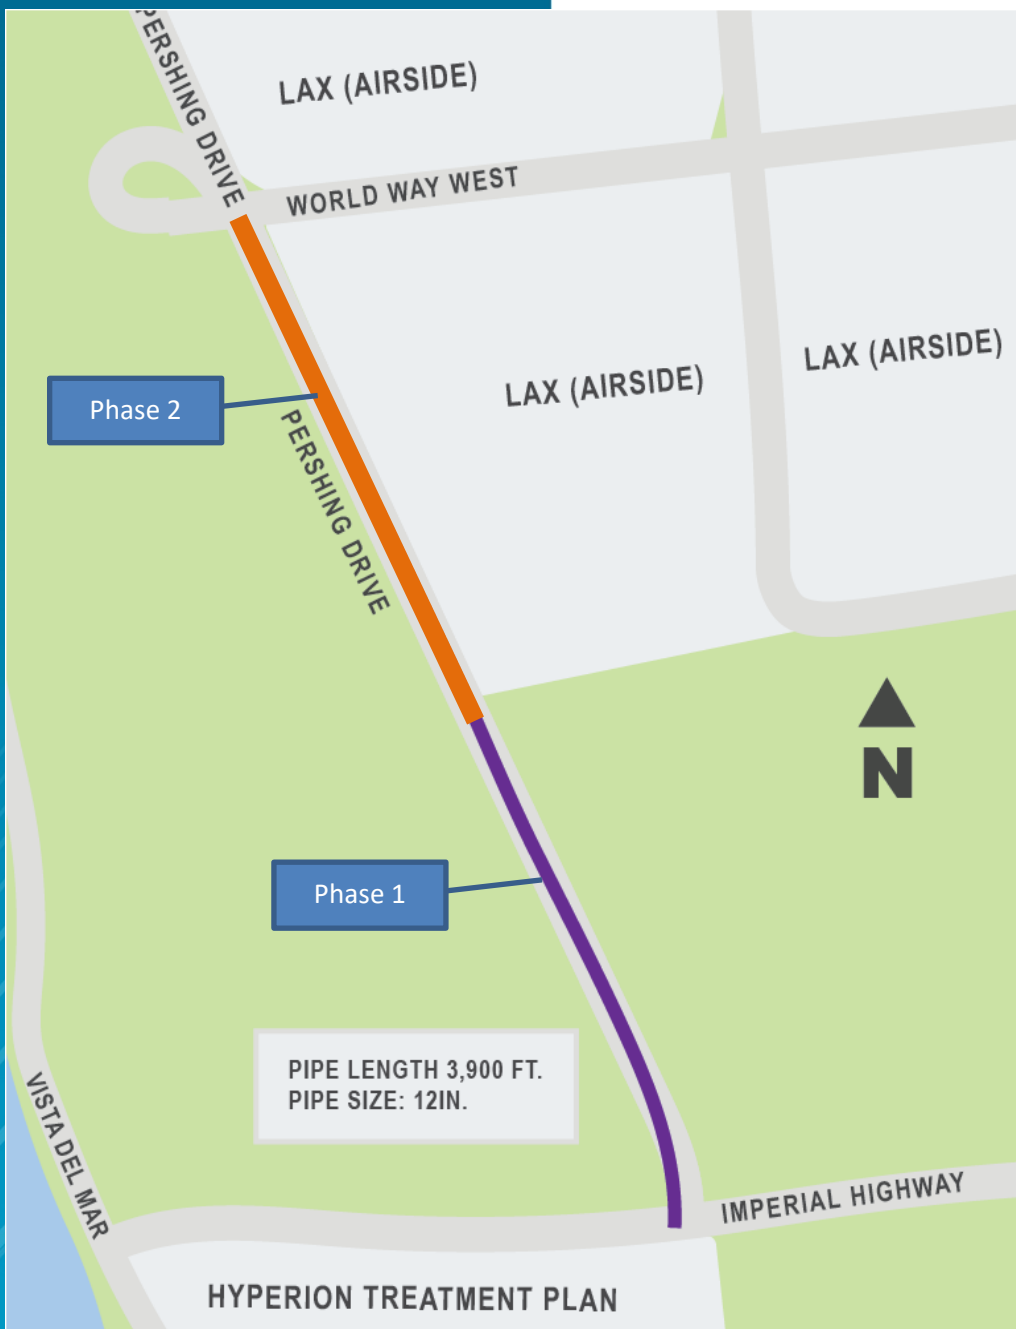 PERSHING DRIVE
LAX (AIRSIDE)
WORLD WAY WEST
LAX (AIRSIDE)
LAX (AIRSIDE)
Phase 2
PERSHING DRIVE
N
Phase 1
PIPE LENGTH 3,900 FT.
PIPE SIZE: 12IN.
VISTA DEL MAR
IMPERIAL HIGHWAY
HYPERION TREATMENT PLAN